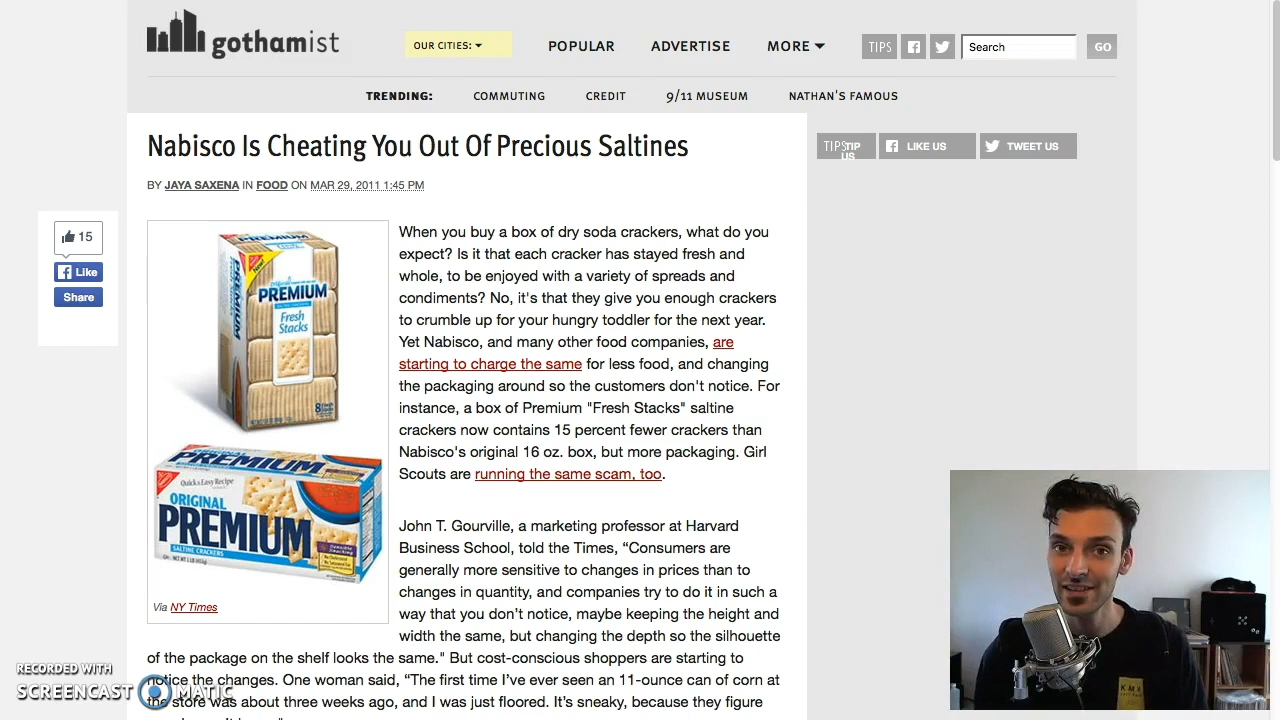 gothamist
OUR CITIES:
POPULAR
ADVERTISE
MORE
TIPS
Search
GO
TRENDING:
COMMUTING
CREDIT
9/11 MUSEUM
NATHAN'S FAMOUS
Nabisco Is Cheating You Out Of Precious Saltines
TIPS
TIP US
LIKE US
TWEET US
BY JAYA SAXENA IN FOOD ON MAR 29, 2011 1:45 PM
15
Like
Share
PREMIUM
Fresh
Stacks
PREMIUM
PREMIUM
Quick & Easy Recipe
ORIGINAL
PREMIUM
SALTINE CRACKERS
Via NY Times
When you buy a box of dry soda crackers, what do you
expect? Is it that each cracker has stayed fresh and
whole, to be enjoyed with a variety of spreads and
condiments? No, it's that they give you enough crackers
to crumble up for your hungry toddler for the next year.
Yet Nabisco, and many other food companies, are
starting to charge the same for less food, and changing
the packaging around so the customers don't notice. For
instance, a box of Premium "Fresh Stacks" saltine
crackers now contains 15 percent fewer crackers than
Nabisco's original 16 oz. box, but more packaging. Girl
Scouts are running the same scam, too.
John T. Gourville, a marketing professor at Harvard
Business School, told the Times, “Consumers are
generally more sensitive to changes in prices than to
changes in quantity, and companies try to do it in such a
way that you don’t notice, maybe keeping the height and
width the same, but changing the depth so the silhouette
of the package on the shelf looks the same." But cost-conscious shoppers are starting to
notice the changes. One woman said, “The first time I’ve ever seen an 11-ounce can of corn at
the store was about three weeks ago, and I was just floored. It’s sneaky, because they figure
RECORDED WITH
SCREENCAST MATIC